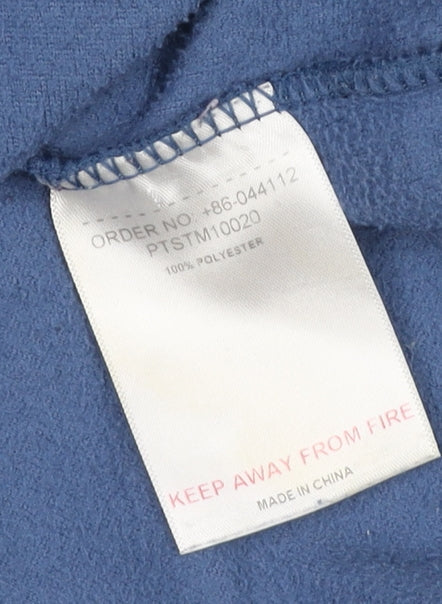 ORDER NO. +86-044112
PTSTM10020
100% POLYESTER
KEEP AWAY FROM FIRE
MADE IN CHINA